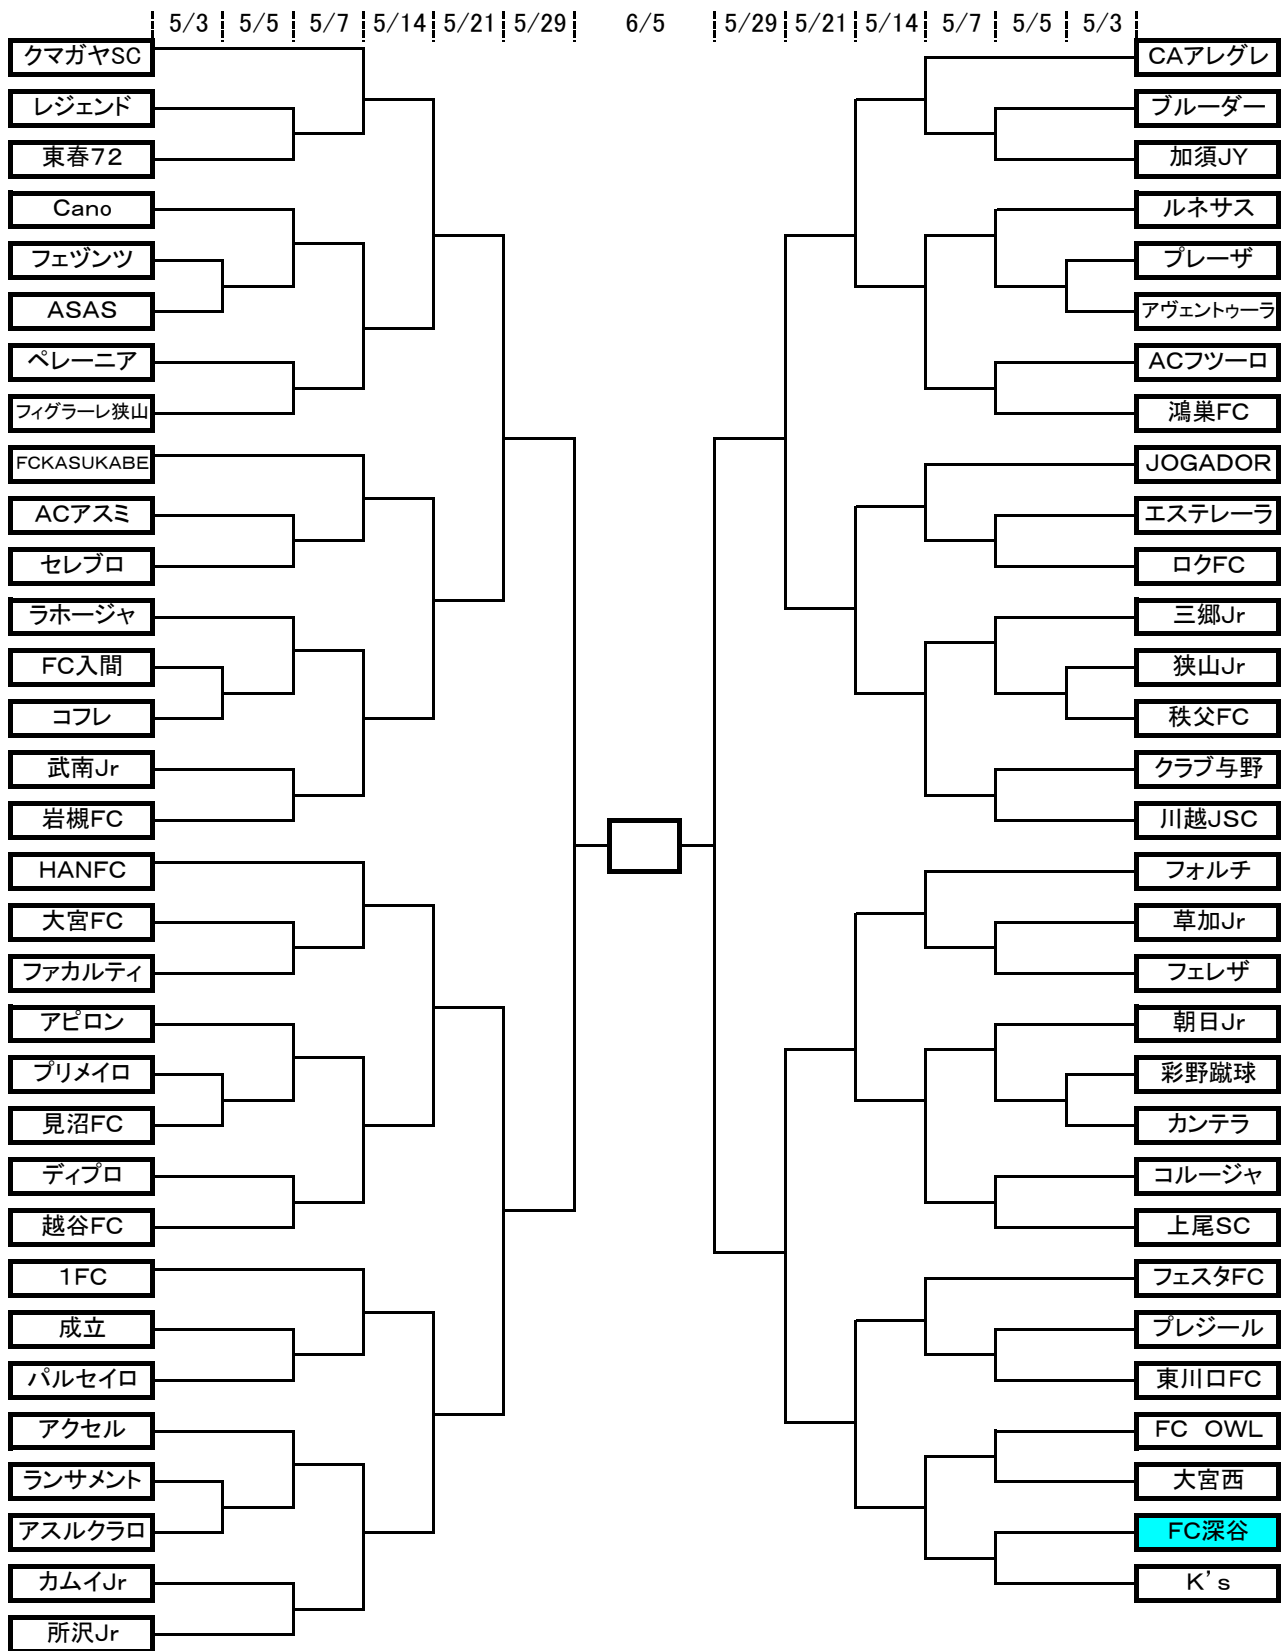 5/3 5/5 5/7 5/14 5/21 5/29 6/5 5/29 5/21 5/14 5/7 5/5 5/3
クマガヤSC
レジェンド
東春72
Cano
フェヅンツ
ASAS
ペレーニア
フィグラーレ狭山
FCKASUKABE
ACアスミ
セレブロ
ラホージャ
FC入間
コフレ
武南Jr
岩槻FC
HANFC
大宮FC
ファカルティ
アピロン
プリメイロ
見沼FC
ディプロ
越谷FC
1FC
成立
パルセイロ
アクセル
ランサメント
アスルクラロ
カムイJr
所沢Jr
CAアレグレ
ブルーダー
加須JY
ルネサス
プレーザ
アヴェントゥーラ
ACフツーロ
鴻巣FC
JOGADOR
エステレーラ
ロクFC
三郷Jr
狭山Jr
秩父FC
クラブ与野
川越JSC
フォルチ
草加Jr
フェレザ
朝日Jr
彩野蹴球
カンテラ
コルージャ
上尾SC
フェスタFC
プレジール
東川口FC
FC OWL
大宮西
FC深谷
K's